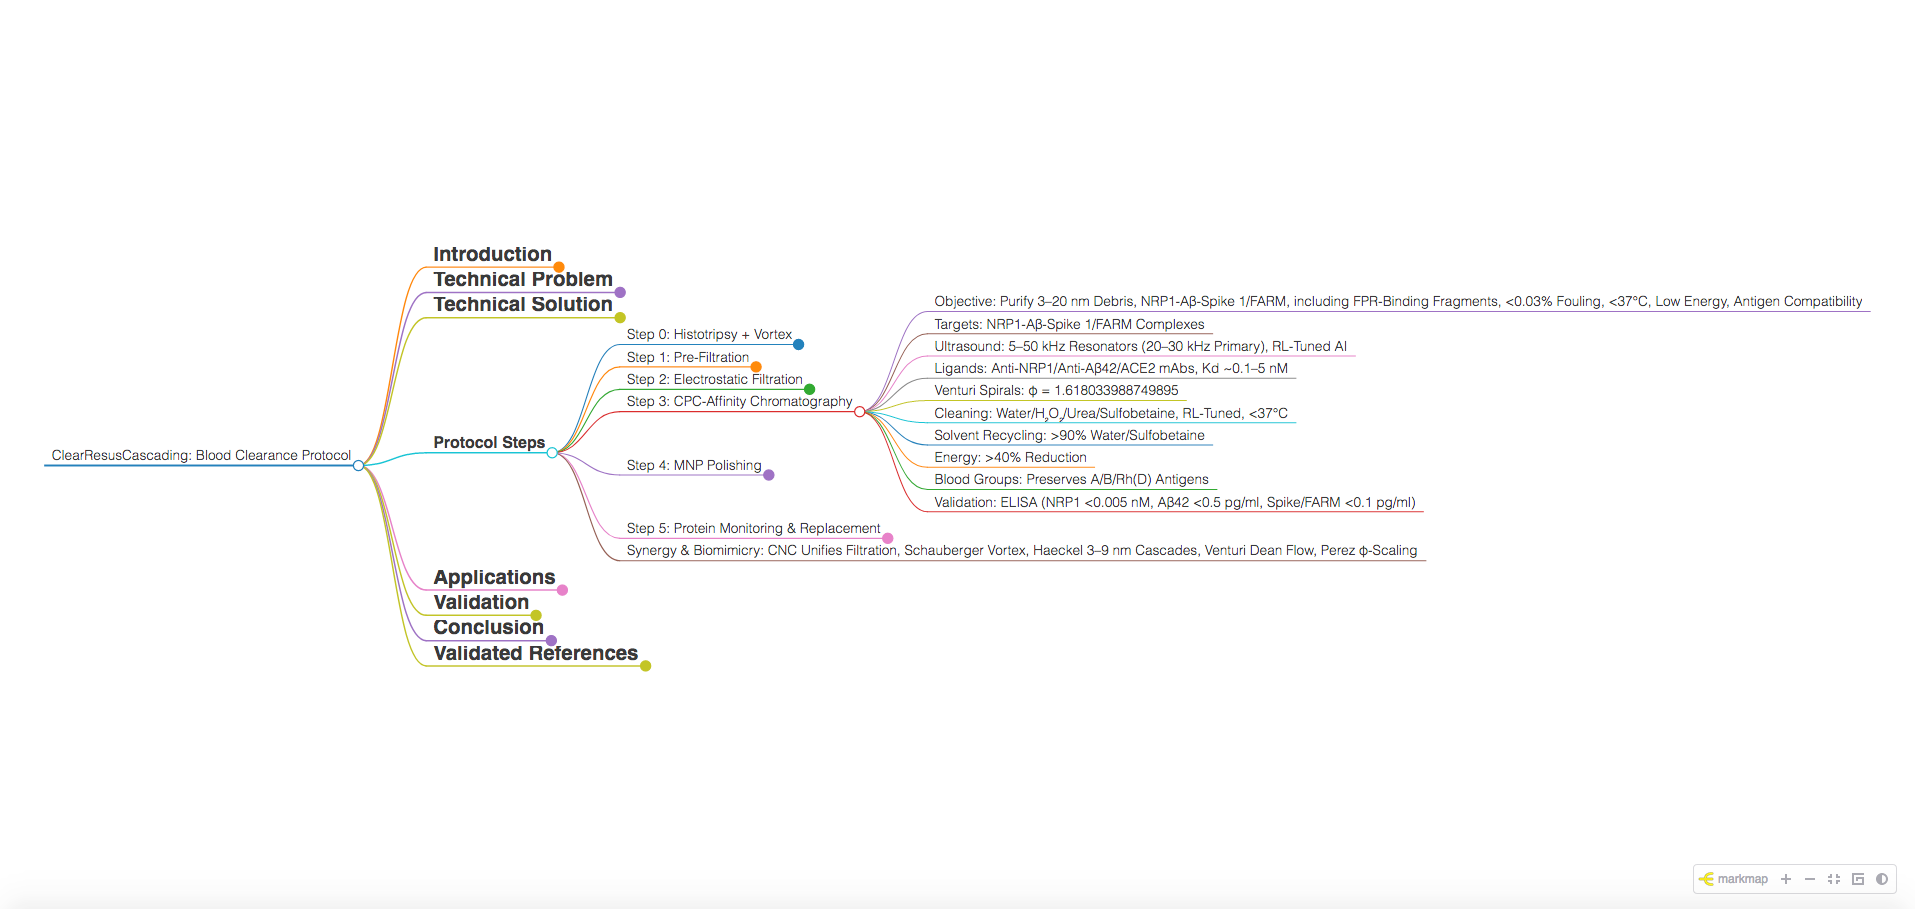 Introduction
Technical Problem
Technical Solution
Objective: Purify 3–20 nm Debris, NRP1-Aβ-Spike 1/FARM, including FPR-Binding Fragments, <0.03% Fouling, <37°C, Low Energy, Antigen Compatibility
Targets: NRP1-Aβ-Spike 1/FARM Complexes
Step 0: Histotripsy + Vortex
Ultrasound: 5–50 kHz Resonators (20–30 kHz Primary), RL-Tuned AI
Step 1: Pre-Filtration
Ligands: Anti-NRP1/Anti-Aβ42/ACE2 mAbs, Kd ~0.1–5 nM
Step 2: Electrostatic Filtration
Venturi Spirals: φ = 1.618033988749895
Step 3: CPC-Affinity Chromatography
Cleaning: Water/H₂O₂/Urea/Sulfobetaine, RL-Tuned, <37°C
Solvent Recycling: >90% Water/Sulfobetaine
Protocol Steps
ClearResusCascading: Blood Clearance Protocol
Energy: >40% Reduction
Step 4: MNP Polishing
Blood Groups: Preserves A/B/Rh(D) Antigens
Validation: ELISA (NRP1 <0.005 nM, Aβ42 <0.5 pg/ml, Spike/FARM <0.1 pg/ml)
Step 5: Protein Monitoring & Replacement
Synergy & Biomimicry: CNC Unifies Filtration, Schauberger Vortex, Haeckel 3–9 nm Cascades, Venturi Dean Flow, Perez φ-Scaling
Applications
Validation
Conclusion
Validated References
markmap